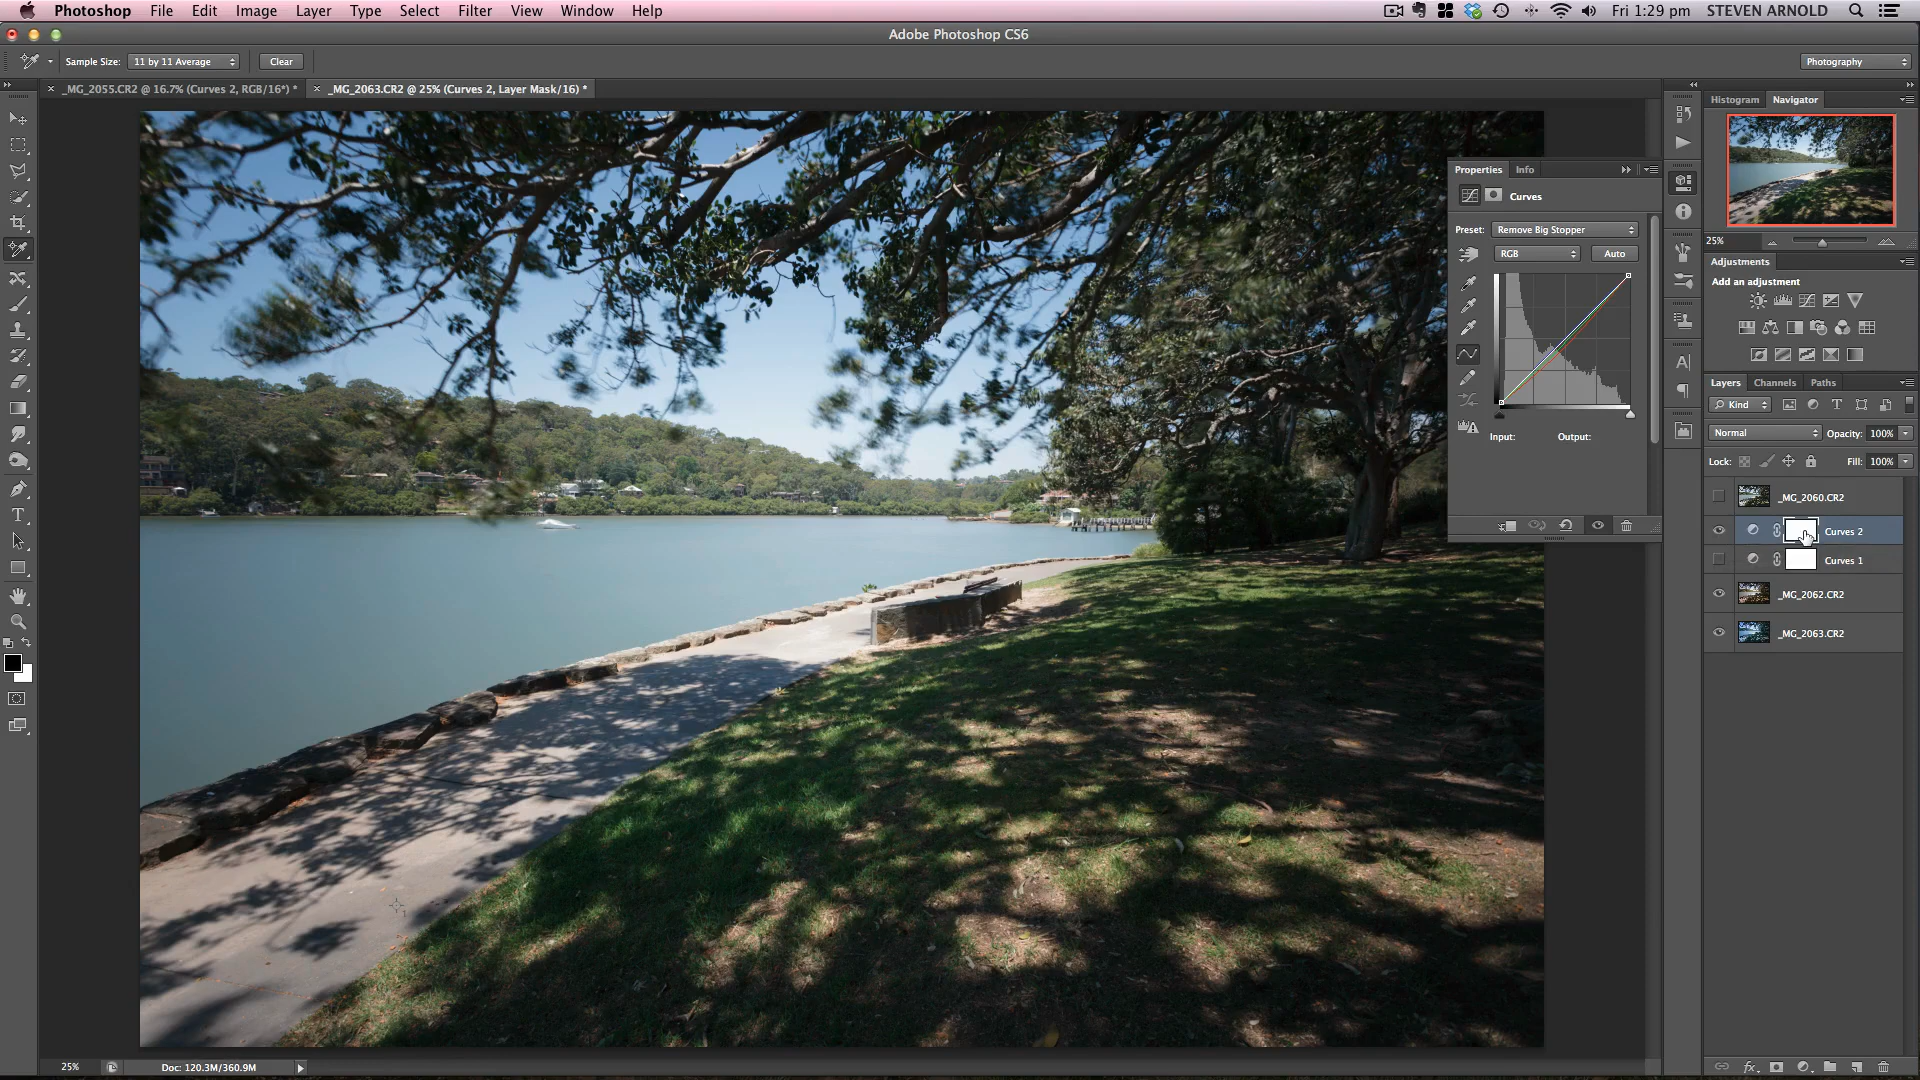 Photoshop File Edit Image Layer Type Select Filter View Window Help Fri 1:29 pm STEVEN ARNOLD
Adobe Photoshop CS6
Sample Size: 11 by 11 Average Clear Photography
_MG_2055.CR2 @ 16.7% (Curves 2, RGB/16*) * _MG_2063.CR2 @ 25% (Curves 2, Layer Mask/16) *
Histogram Navigator
25%
Properties Info
Curves
Preset: Remove Big Stopper
RGB Auto
Input: Output:
Adjustments
Add an adjustment
Layers Channels Paths
Kind
Normal Opacity: 100%
Lock: Fill: 100%
_MG_2060.CR2
Curves 2
Curves 1
_MG_2062.CR2
_MG_2063.CR2
25% Doc: 120.3M/360.9M